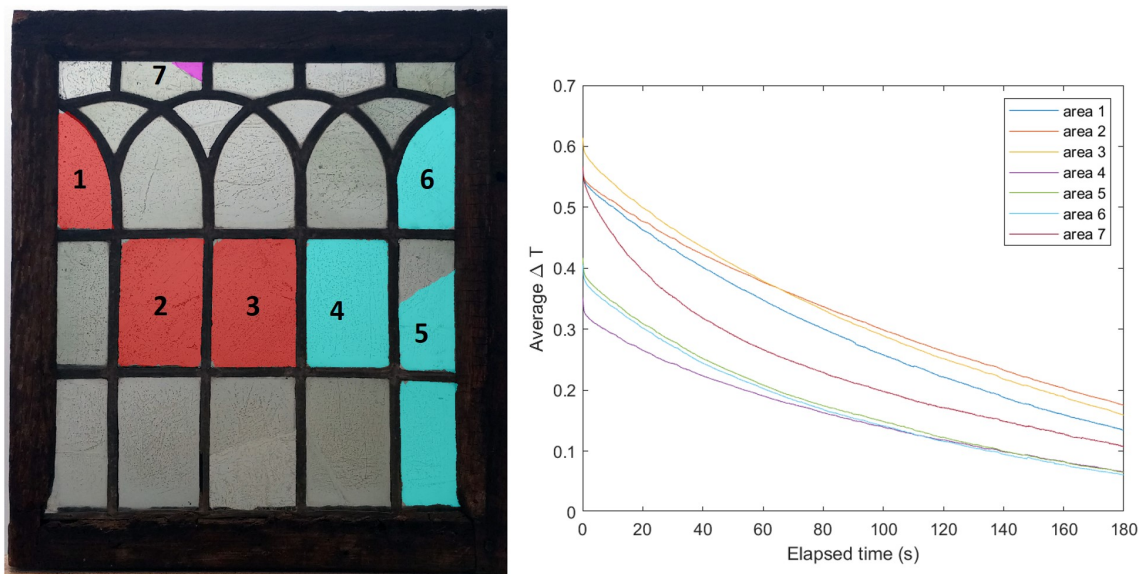 7
1
6
2
3
4
5
0.7
0.6
0.5
0.4
0.3
0.2
0.1
0
Average Δ T
0 20 40 60 80 100 120 140 160 180
Elapsed time (s)
area 1
area 2
area 3
area 4
area 5
area 6
area 7